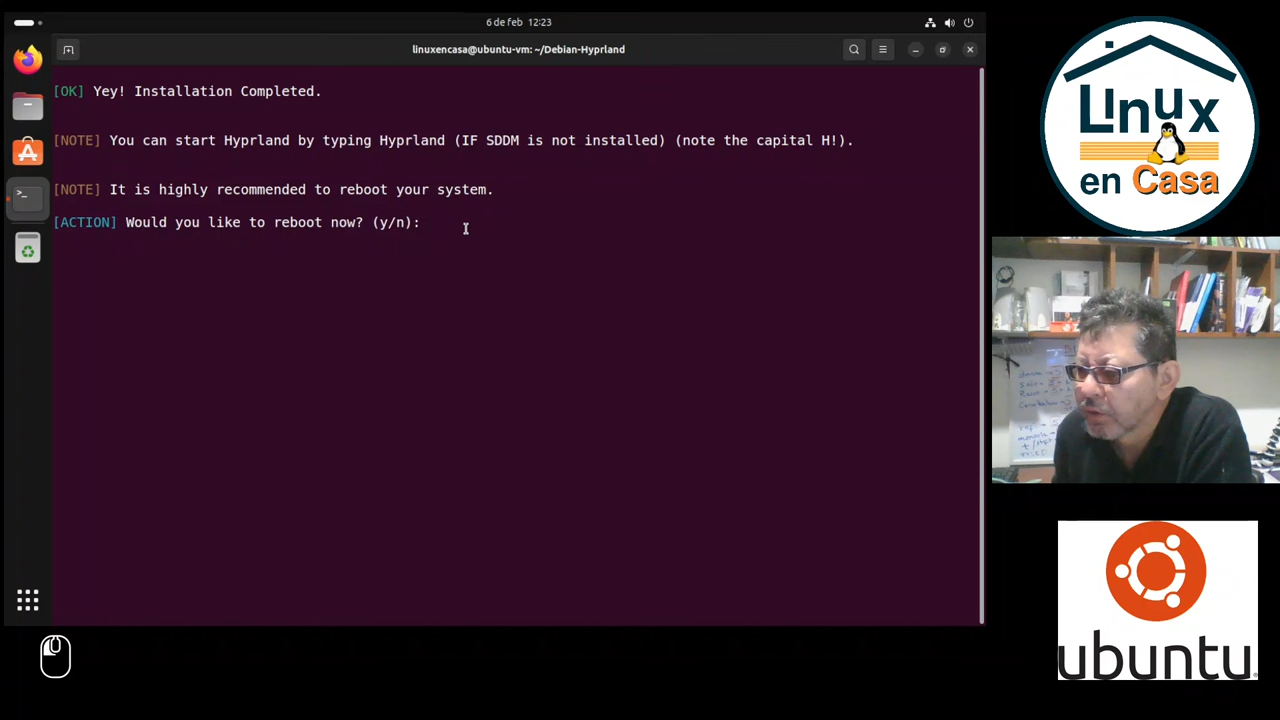 6 de feb 12:23
linuxencasa@ubuntu-vm: ~/Debian-Hyprland
[OK] Yey! Installation Completed.
[NOTE] You can start Hyprland by typing Hyprland (IF SDDM is not installed) (note the capital H!).
[NOTE] It is highly recommended to reboot your system.
[ACTION] Would you like to reboot now? (y/n):
Linux
en Casa
ubuntu